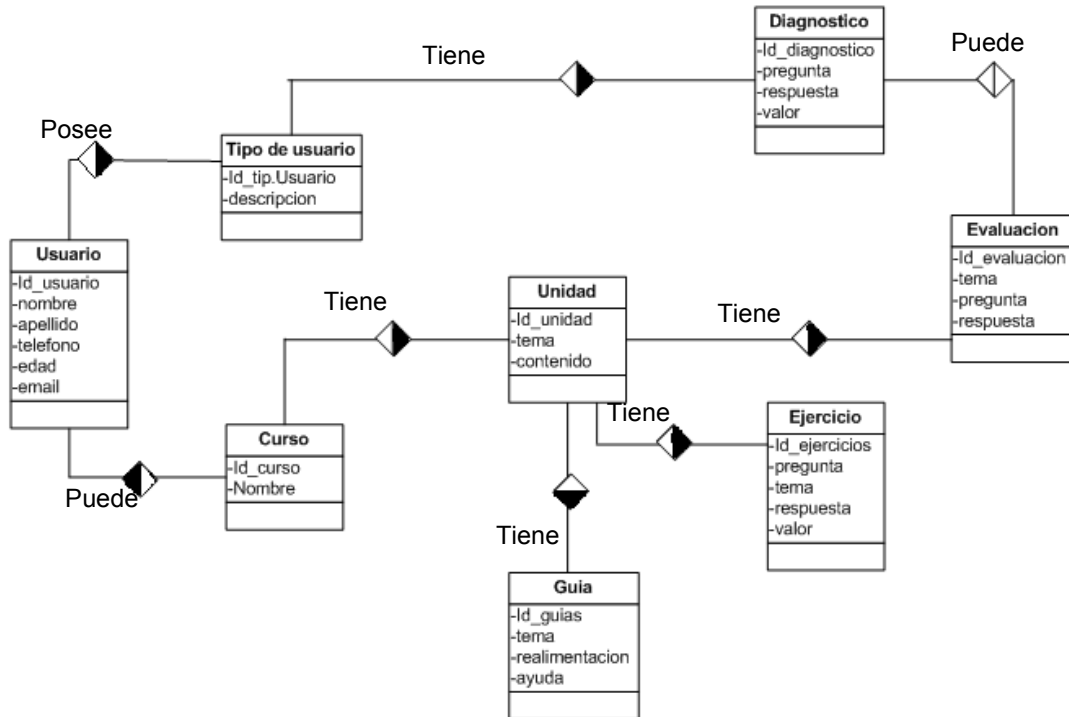 Diagnostico
-Id_diagnostico
-pregunta
-respuesta
-valor
Tiene
Puede
Posee
Tipo de usuario
-Id_tip.Usuario
-descripcion
Usuario
-Id_usuario
-nombre
-apellido
-telefono
-edad
-email
Evaluacion
-Id_evaluacion
-tema
-pregunta
-respuesta
Tiene
Unidad
-Id_unidad
-tema
-contenido
Tiene
Tiene
Ejercicio
-Id_ejercicios
-pregunta
-tema
-respuesta
-valor
Curso
-Id_curso
-Nombre
Puede
Tiene
Guia
-Id_guias
-tema
-realimentacion
-ayuda